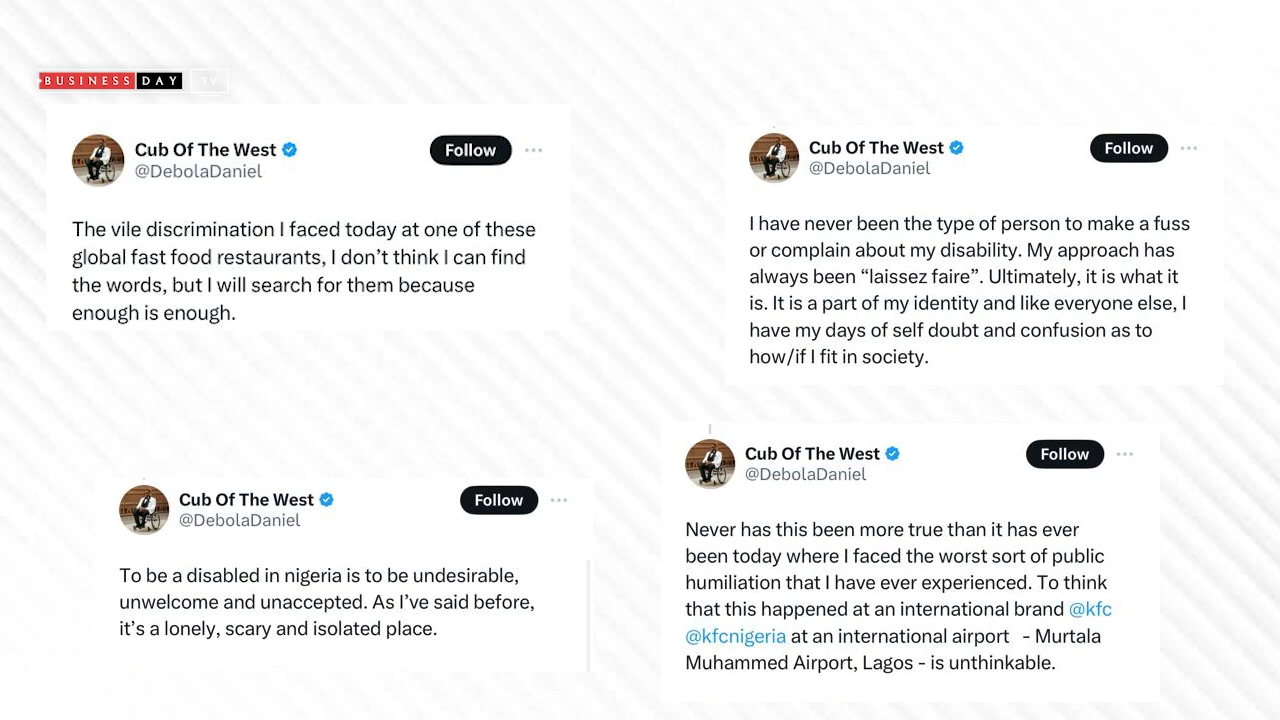 BUSINESS DAY TV
Cub Of The West
Follow
@DebolaDaniel
The vile discrimination I faced today at one of these
global fast food restaurants, I don’t think I can find
the words, but I will search for them because
enough is enough.
Cub Of The West
Follow
@DebolaDaniel
I have never been the type of person to make a fuss
or complain about my disability. My approach has
always been “laissez faire”. Ultimately, it is what it
is. It is a part of my identity and like everyone else, I
have my days of self doubt and confusion as to
how/if I fit in society.
Cub Of The West
Follow
@DebolaDaniel
To be a disabled in nigeria is to be undesirable,
unwelcome and unaccepted. As I’ve said before,
it’s a lonely, scary and isolated place.
Cub Of The West
Follow
@DebolaDaniel
Never has this been more true than it has ever
been today where I faced the worst sort of public
humiliation that I have ever experienced. To think
that this happened at an international brand @kfc
@kfcnigeria at an international airport - Murtala
Muhammed Airport, Lagos - is unthinkable.